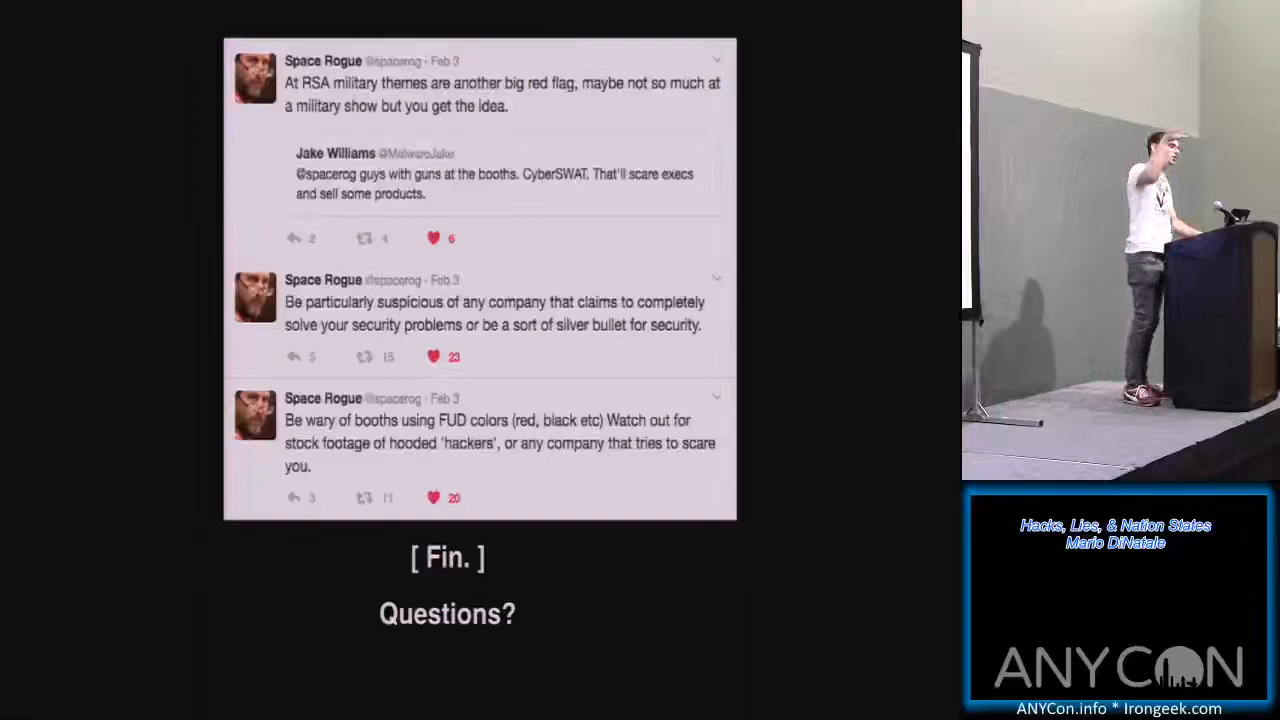 Space Rogue @spacerog · Feb 3
At RSA military themes are another big red flag, maybe not so much at
a military show but you get the idea.
Jake Williams @MalwareJake
@spacerog guys with guns at the booths. CyberSWAT. That'll scare execs
and sell some products.
2 4 6
Space Rogue @spacerog · Feb 3
Be particularly suspicious of any company that claims to completely
solve your security problems or be a sort of silver bullet for security.
5 15 23
Space Rogue @spacerog · Feb 3
Be wary of booths using FUD colors (red, black etc) Watch out for
stock footage of hooded 'hackers', or any company that tries to scare
you.
3 11 20
[ Fin. ]
Questions?
Hacks, Lies, & Nation States
Mario DiNatale
ANYCON
ANYCon.info * Irongeek.com